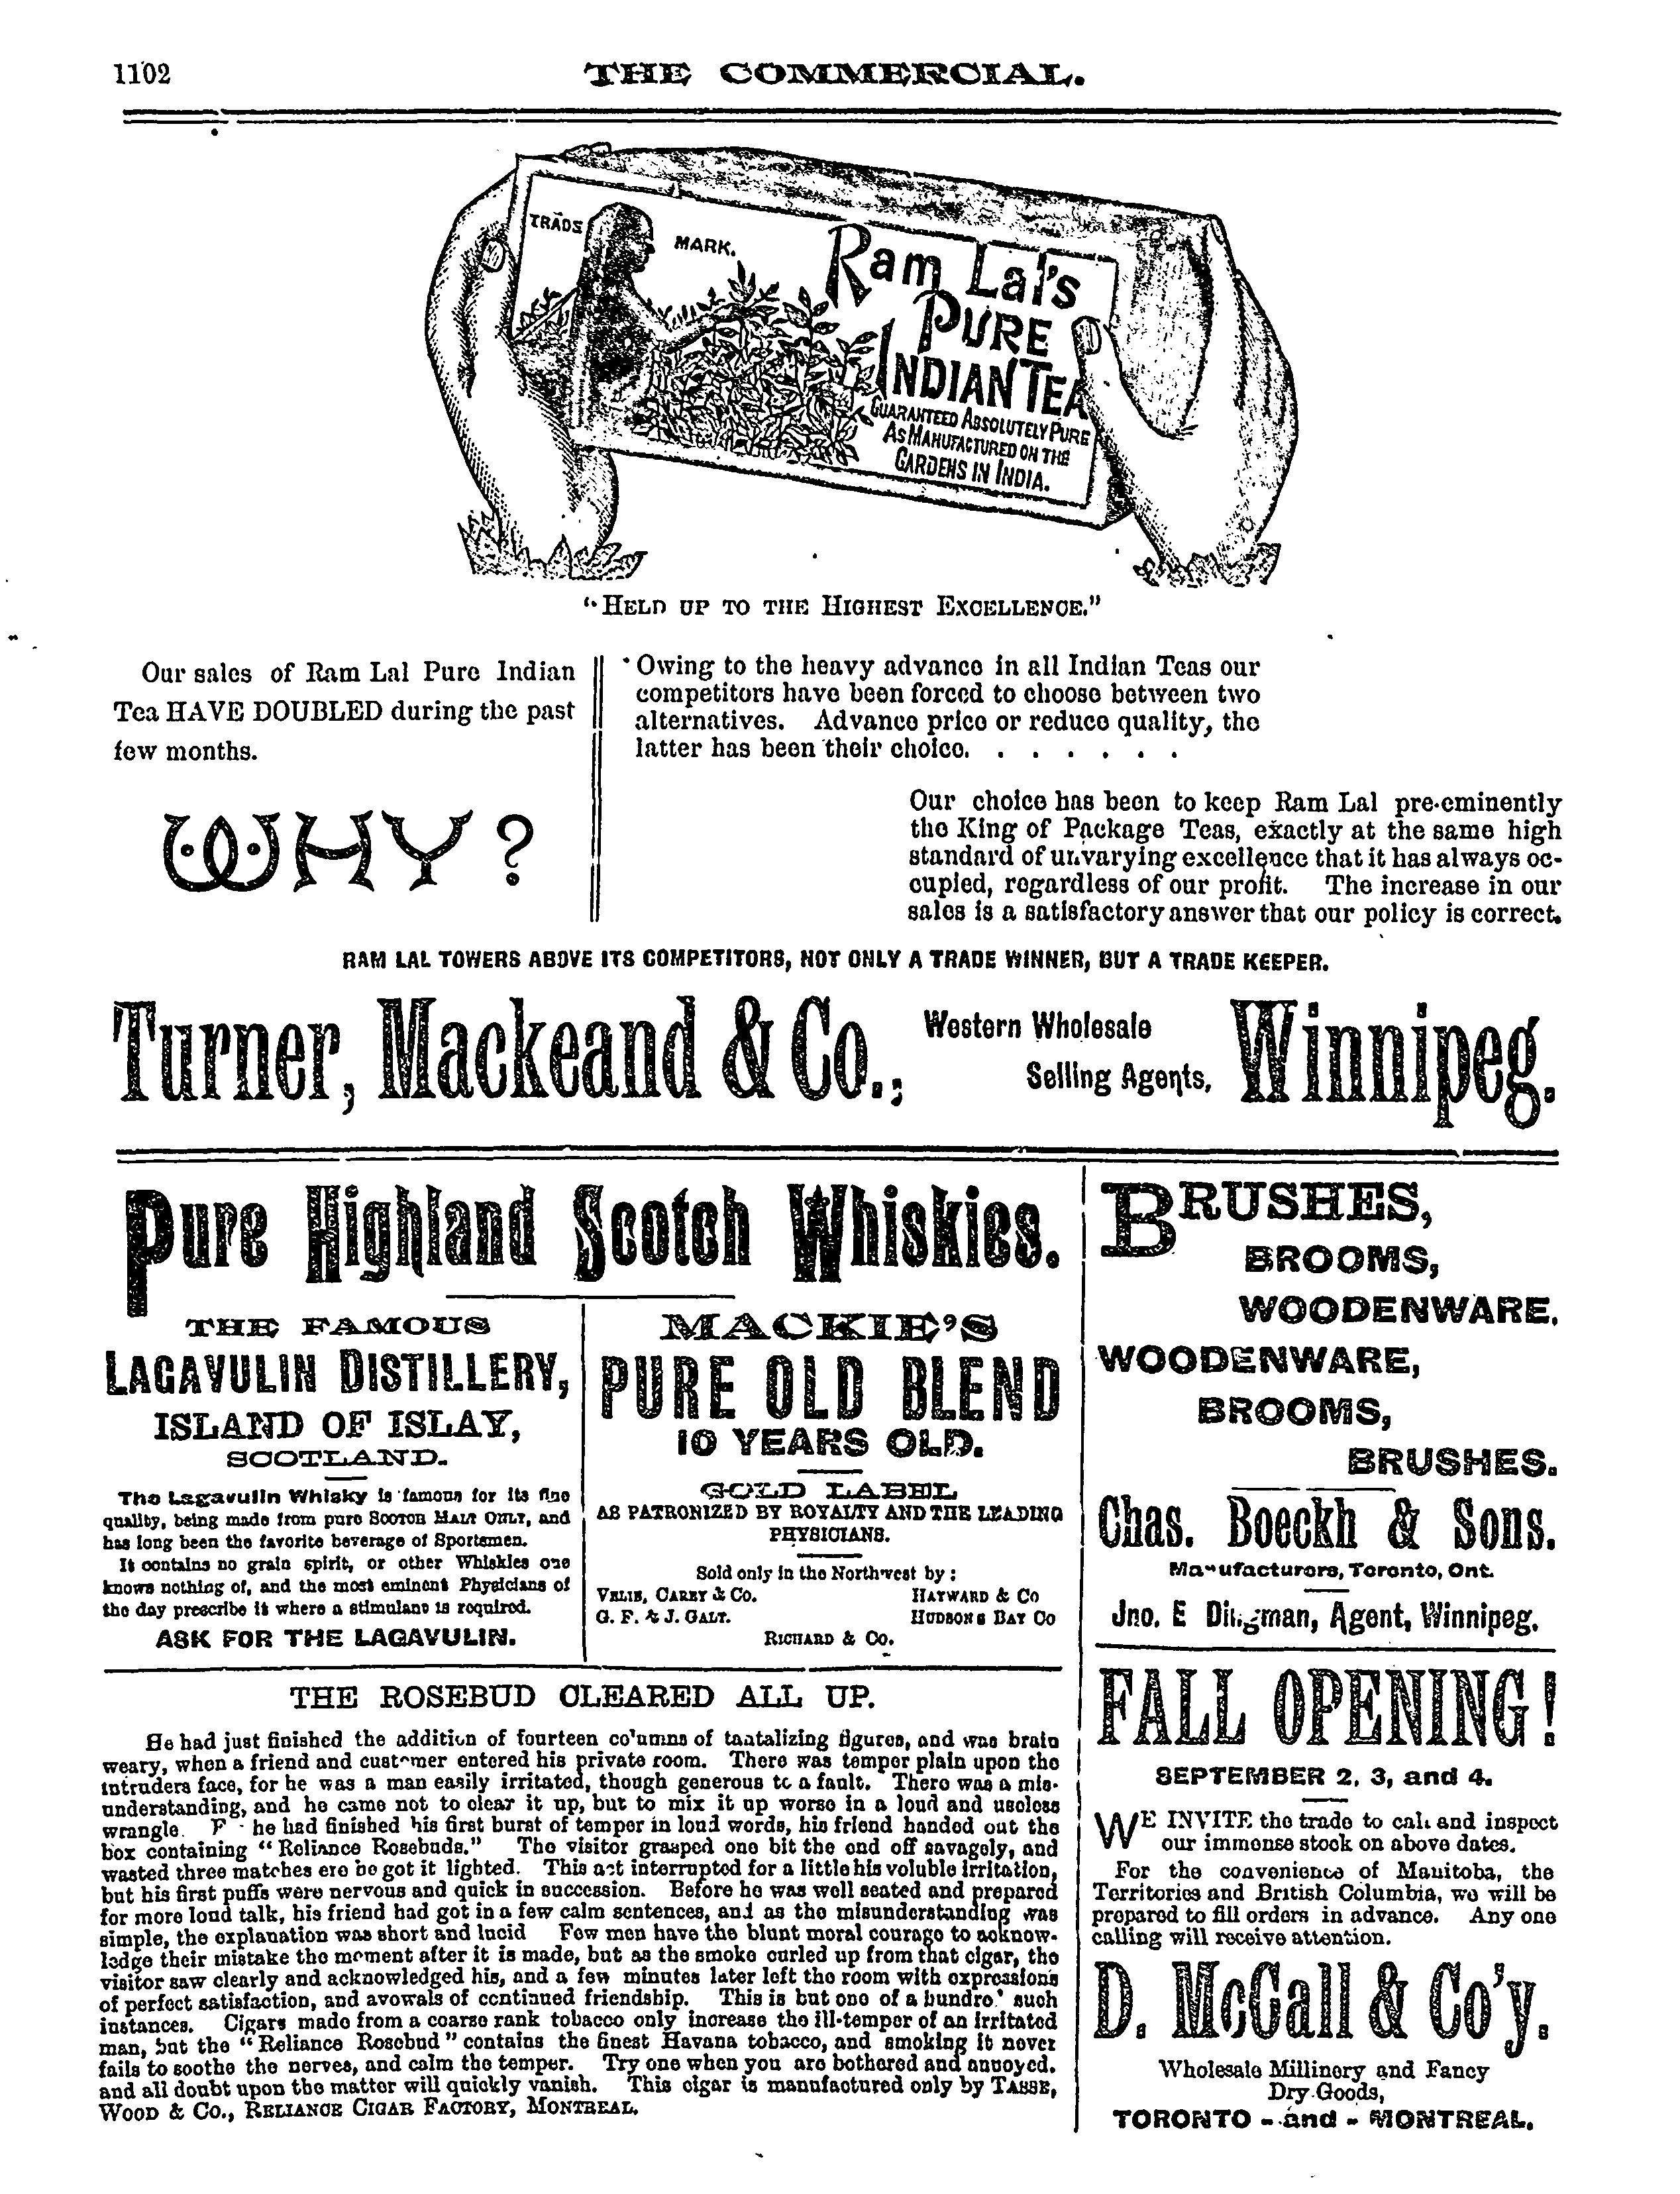 1102
THE COMMERCIAL.
TRADE MARK.
Ram Lal's
PURE
INDIAN TEA
GUARANTEED ABSOLUTELY PURE
AS MANUFACTURED ON THE
GARDENS IN INDIA.
"HELD UP TO THE HIGHEST EXCELLENCE."
Our sales of Ram Lal Pure Indian
Tea HAVE DOUBLED during the past
few months.
WHY?
Owing to the heavy advance in all Indian Teas our
competitors have been forced to choose between two
alternatives. Advance price or reduce quality, the
latter has been their choice. . . . . . .
Our choice has been to keep Ram Lal pre-eminently
the King of Package Teas, exactly at the same high
standard of unvarying excellence that it has always oc-
cupied, regardless of our profit. The increase in our
sales is a satisfactory answer that our policy is correct.
RAM LAL TOWERS ABOVE ITS COMPETITORS, NOT ONLY A TRADE WINNER, BUT A TRADE KEEPER.
Turner, Mackeand & Co.,
Western Wholesale
Selling Agents,
Winnipeg.
Pure Highland Scotch Whiskies.
THE FAMOUS
LAGAVULIN DISTILLERY,
ISLAND OF ISLAY,
SCOTLAND.
The Lagavulin Whisky is famous for its fine
quality, being made from pure SCOTCH MALT ONLY, and
has long been the favorite beverage of Sportsmen.
It contains no grain spirit, or other Whiskies one
knows nothing of, and the most eminent Physicians of
the day prescribe it where a stimulant is required.
ASK FOR THE LAGAVULIN.
MACKIE'S
PURE OLD BLEND
10 YEARS OLD.
GOLD LABEL
AS PATRONIZED BY ROYALTY AND THE LEADING
PHYSICIANS.
Sold only in the Northwest by:
VELIE, CAREY & CO. HAYWARD & CO
G. F. & J. GALT. HUDSONS BAY CO
RICHARD & CO.
THE ROSEBUD CLEARED ALL UP.
He had just finished the addition of fourteen columns of tantalizing figures, and was brain
weary, when a friend and customer entered his private room. There was temper plain upon the
intruders face, for he was a man easily irritated, though generous to a fault. There was a mis-
understanding, and he came not to clear it up, but to mix it up worse in a loud and useless
wrangle. he had finished his first burst of temper in loud words, his friend handed out the
box containing "Reliance Rosebuds." The visitor grasped one bit the end off savagely, and
wasted three matches ere he got it lighted. This act interrupted for a little his voluble irritation,
but his first puffs were nervous and quick in succession. Before he was well seated and prepared
for more loud talk, his friend had got in a few calm sentences, and as the misunderstanding was
simple, the explanation was short and lucid Few men have the blunt moral courage to acknow-
ledge their mistake the moment after it is made, but as the smoke curled up from that cigar, the
visitor saw clearly and acknowledged his, and a few minutes later left the room with expressions
of perfect satisfaction, and avowals of continued friendship. This is but one of a hundred such
instances. Cigars made from a coarse rank tobacco only increase the ill-temper of an irritated
man, but the "Reliance Rosebud" contains the finest Havana tobacco, and smoking it never
fails to soothe the nerves, and calm the temper. Try one when you are bothered and annoyed,
and all doubt upon the matter will quickly vanish. This cigar is manufactured only by TASSE,
WOOD & CO., RELIANCE CIGAR FACTORY, MONTREAL.
BRUSHES,
BROOMS,
WOODENWARE.
WOODENWARE,
BROOMS,
BRUSHES.
Chas. Boeckh & Sons.
Manufacturers, Toronto, Ont.
Jno. E Dingman, Agent, Winnipeg.
FALL OPENING!
SEPTEMBER 2, 3, and 4.
WE INVITE the trade to call and inspect
our immense stock on above dates.
For the convenience of Manitoba, the
Territories and British Columbia, we will be
prepared to fill orders in advance. Any one
calling will receive attention.
D. McCall & Co'y.
Wholesale Millinery and Fancy
Dry Goods,
TORONTO - and - MONTREAL.